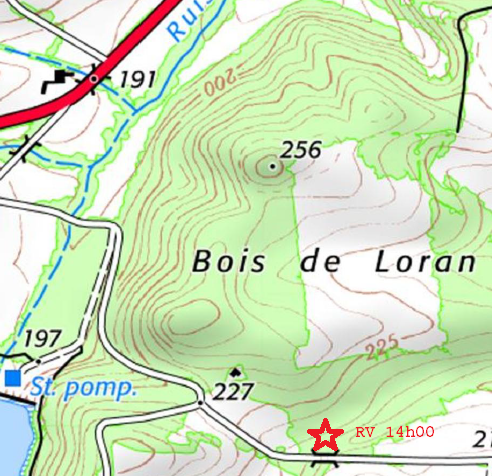 Ruis
191
200
256
Bois de Loran
225
197
St. pomp.
227
RV 14h00